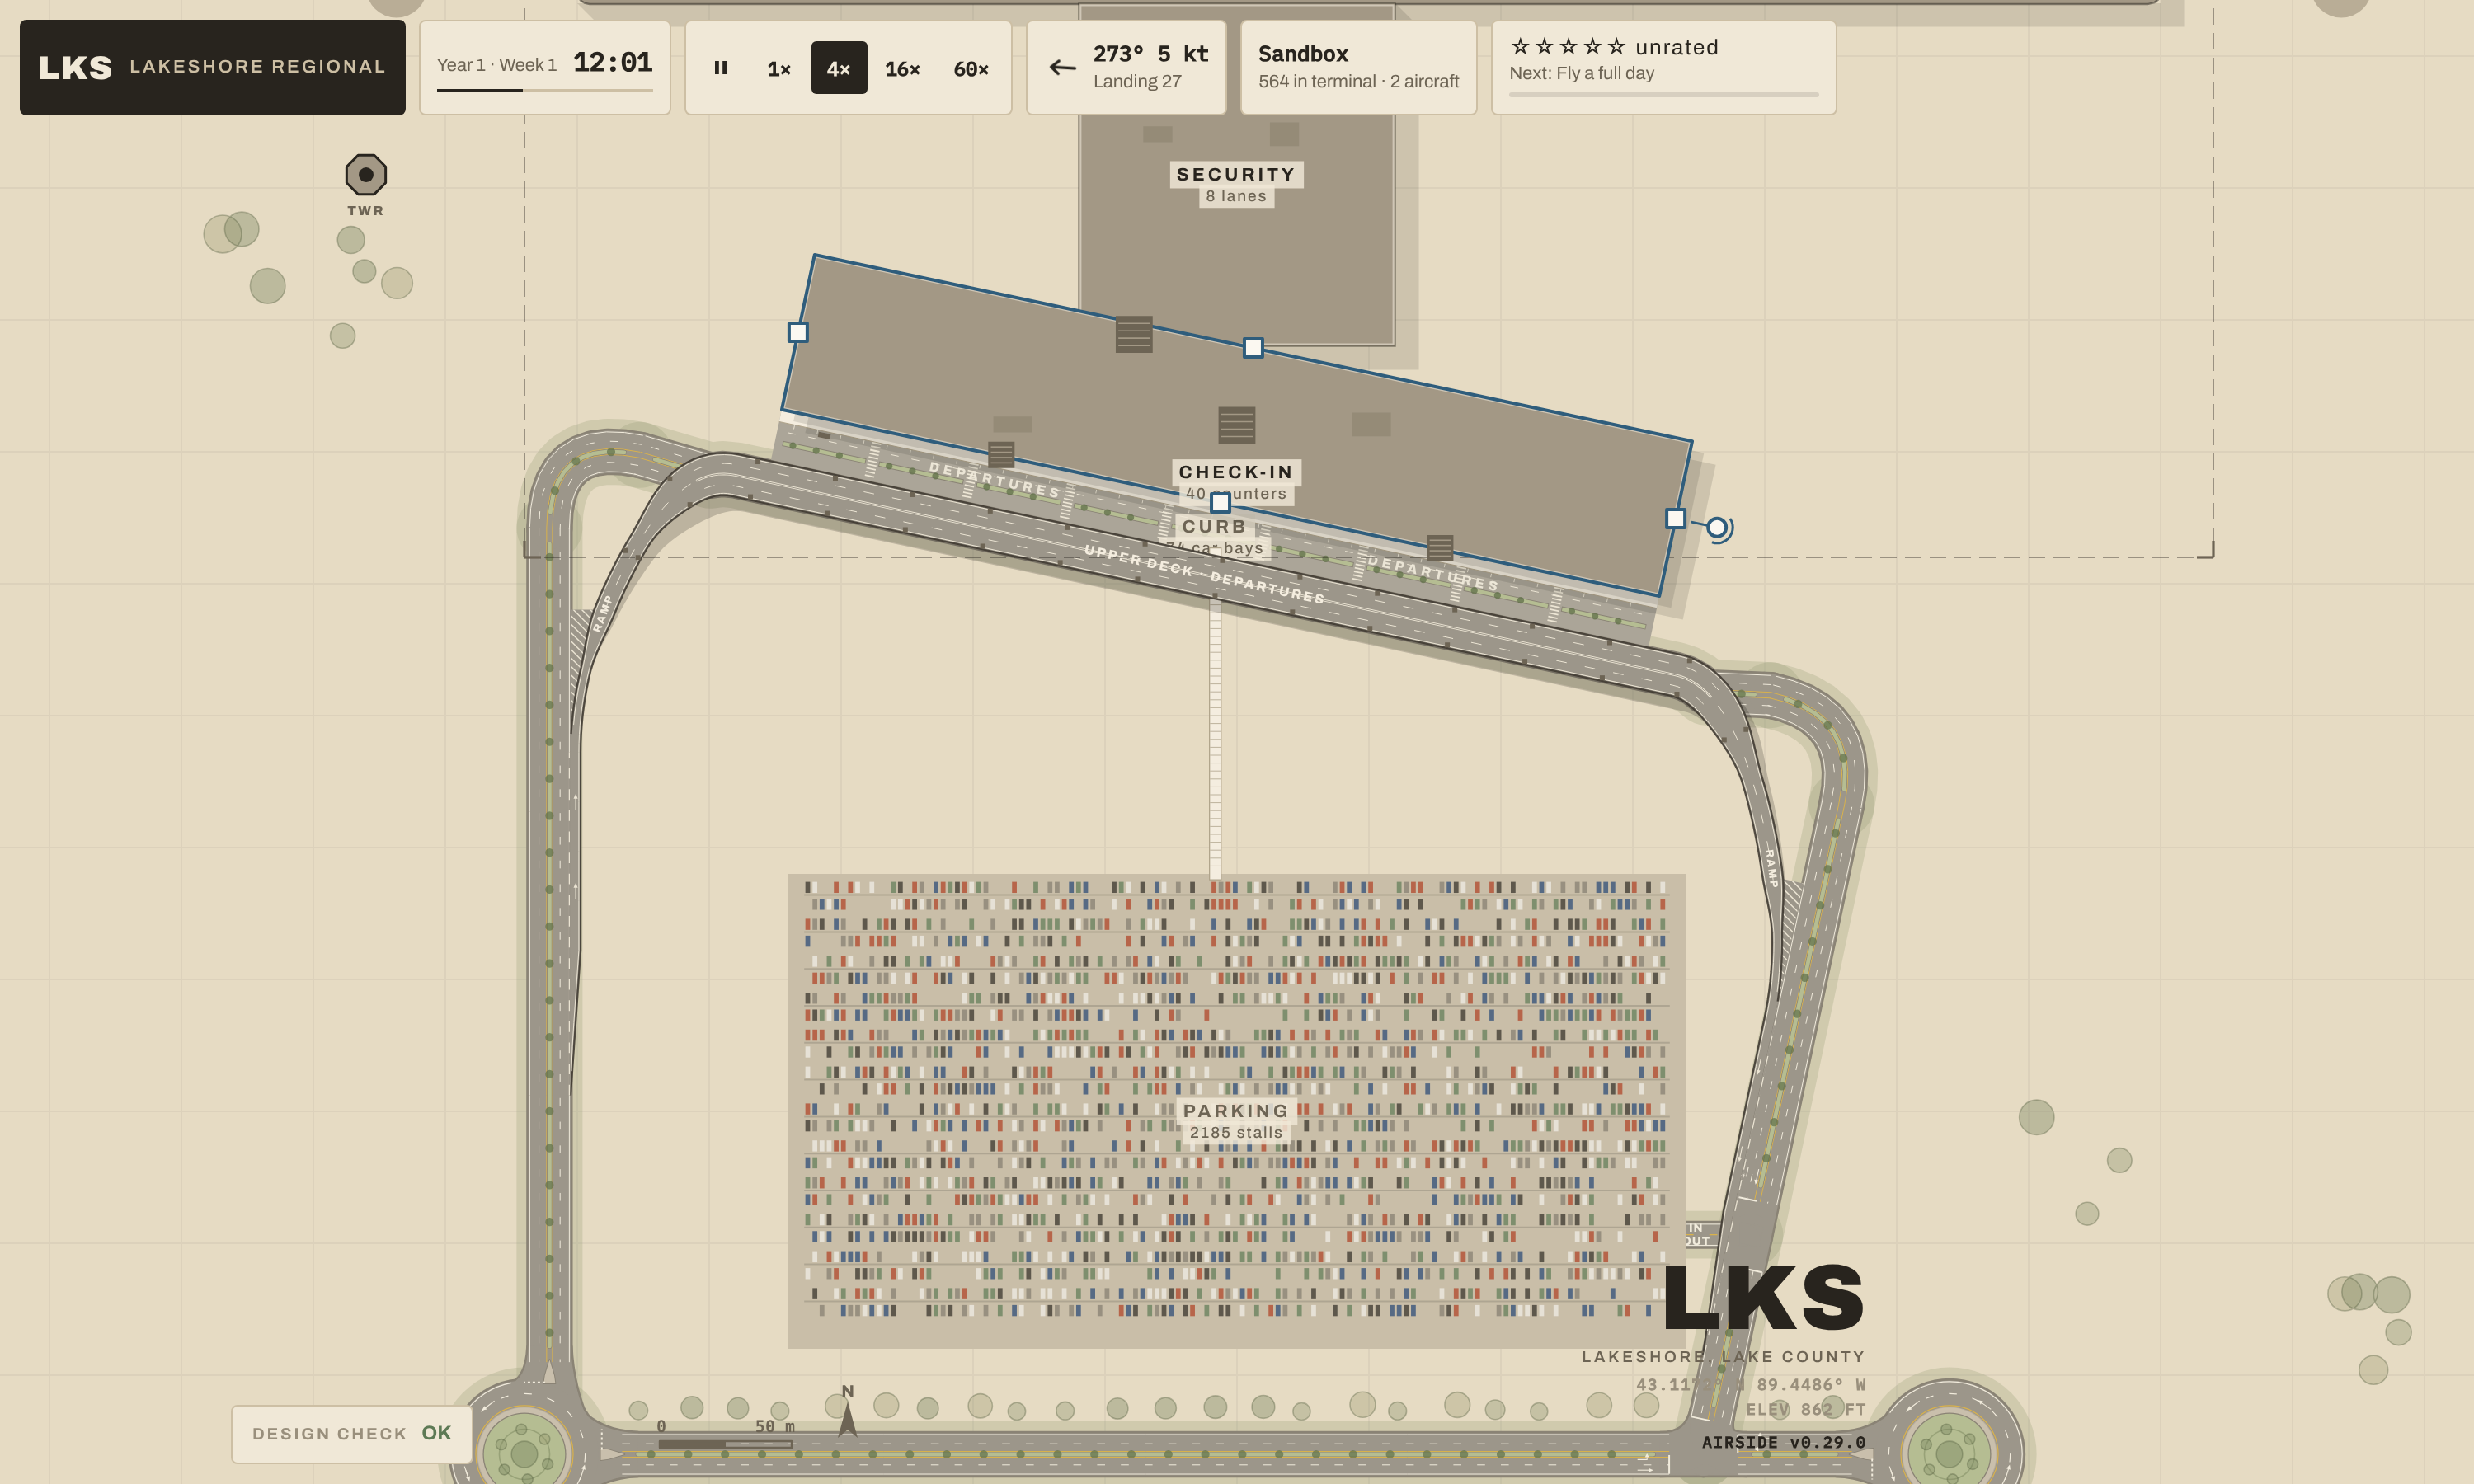 LKS LAKESHORE REGIONAL
Year 1 · Week 1 12:01
1× 4× 16× 60×
273° 5 kt
Landing 27
Sandbox
564 in terminal · 2 aircraft
☆☆☆☆☆ unrated
Next: Fly a full day
TWR
SECURITY
8 lanes
CHECK-IN
DEPARTURES
CURB
car bays
UPPER DECK · DEPARTURES
DEPARTURES
RAMP
RAMP
PARKING
2185 stalls
IN
OUT
LKS
LAKESHORE, LAKE COUNTY
89.4486° W
ELEV 862 FT
AIRSIDE v0.29.0
N
0 50 m
DESIGN CHECK OK